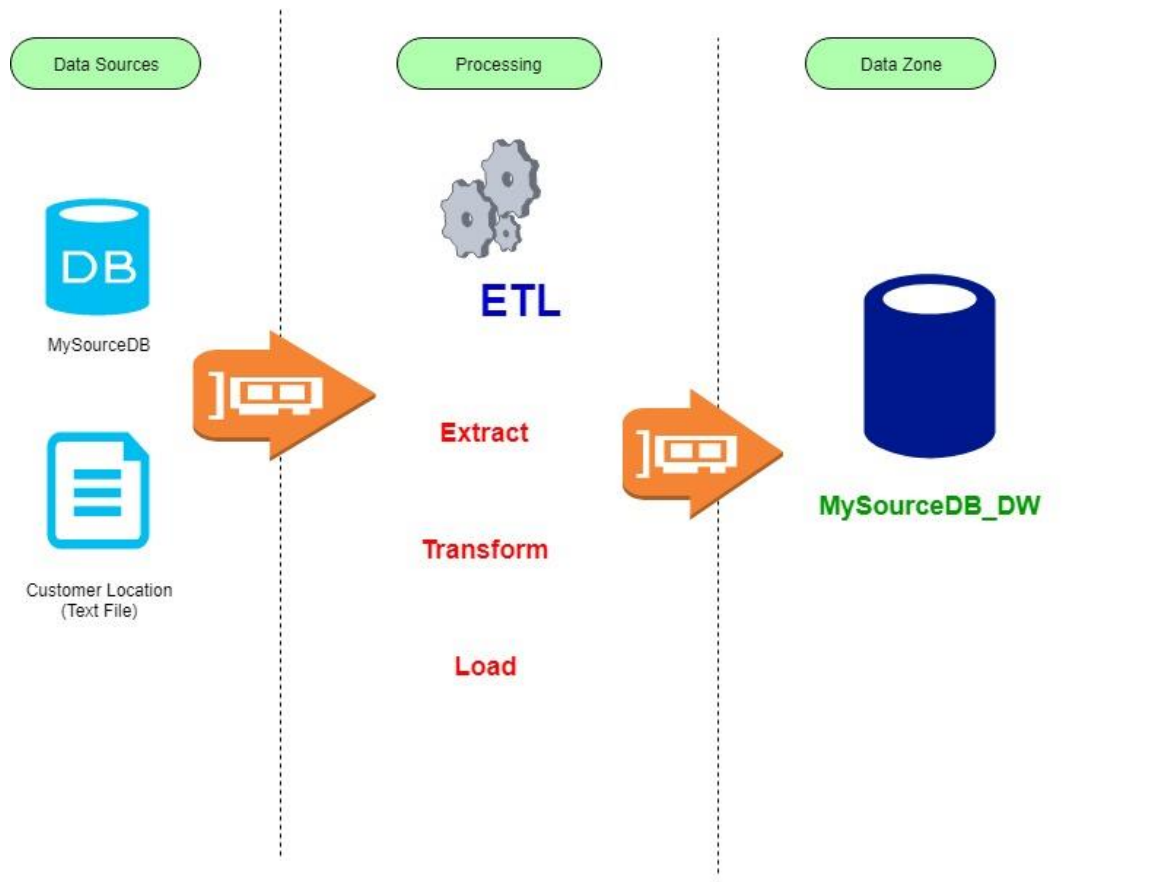 Data Sources
Processing
Data Zone
DB
MySourceDB
Customer Location
(Text File)
ETL
Extract
Transform
Load
MySourceDB_DW